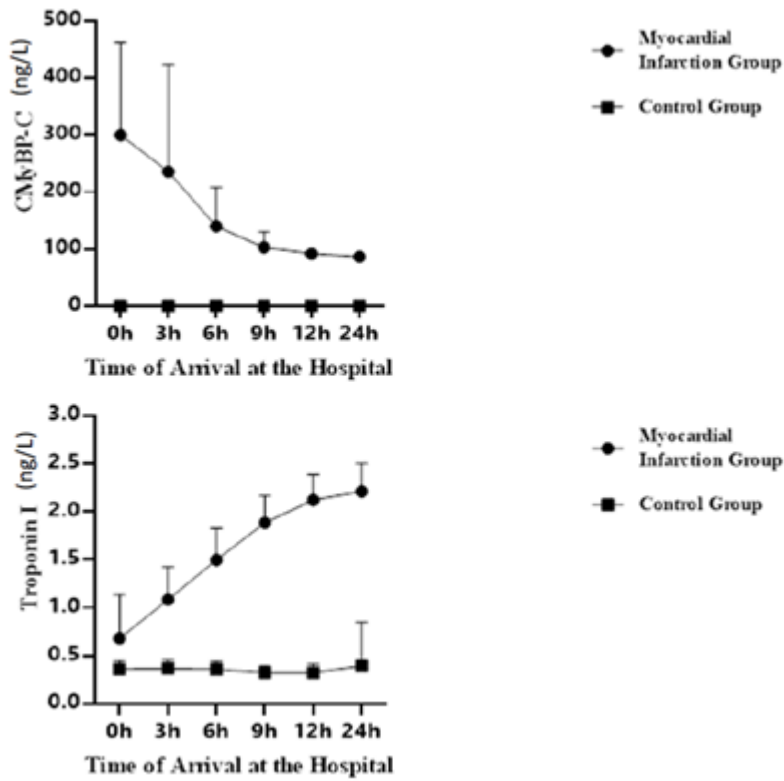 500
400
300
200
100
0
CMyBP-C (ng/L)
0h 3h 6h 9h 12h 24h
Time of Arrival at the Hospital
Myocardial
Infarction Group
Control Group
3.0
2.5
2.0
1.5
1.0
0.5
0.0
Troponin I (ng/L)
0h 3h 6h 9h 12h 24h
Time of Arrival at the Hospital
Myocardial
Infarction Group
Control Group